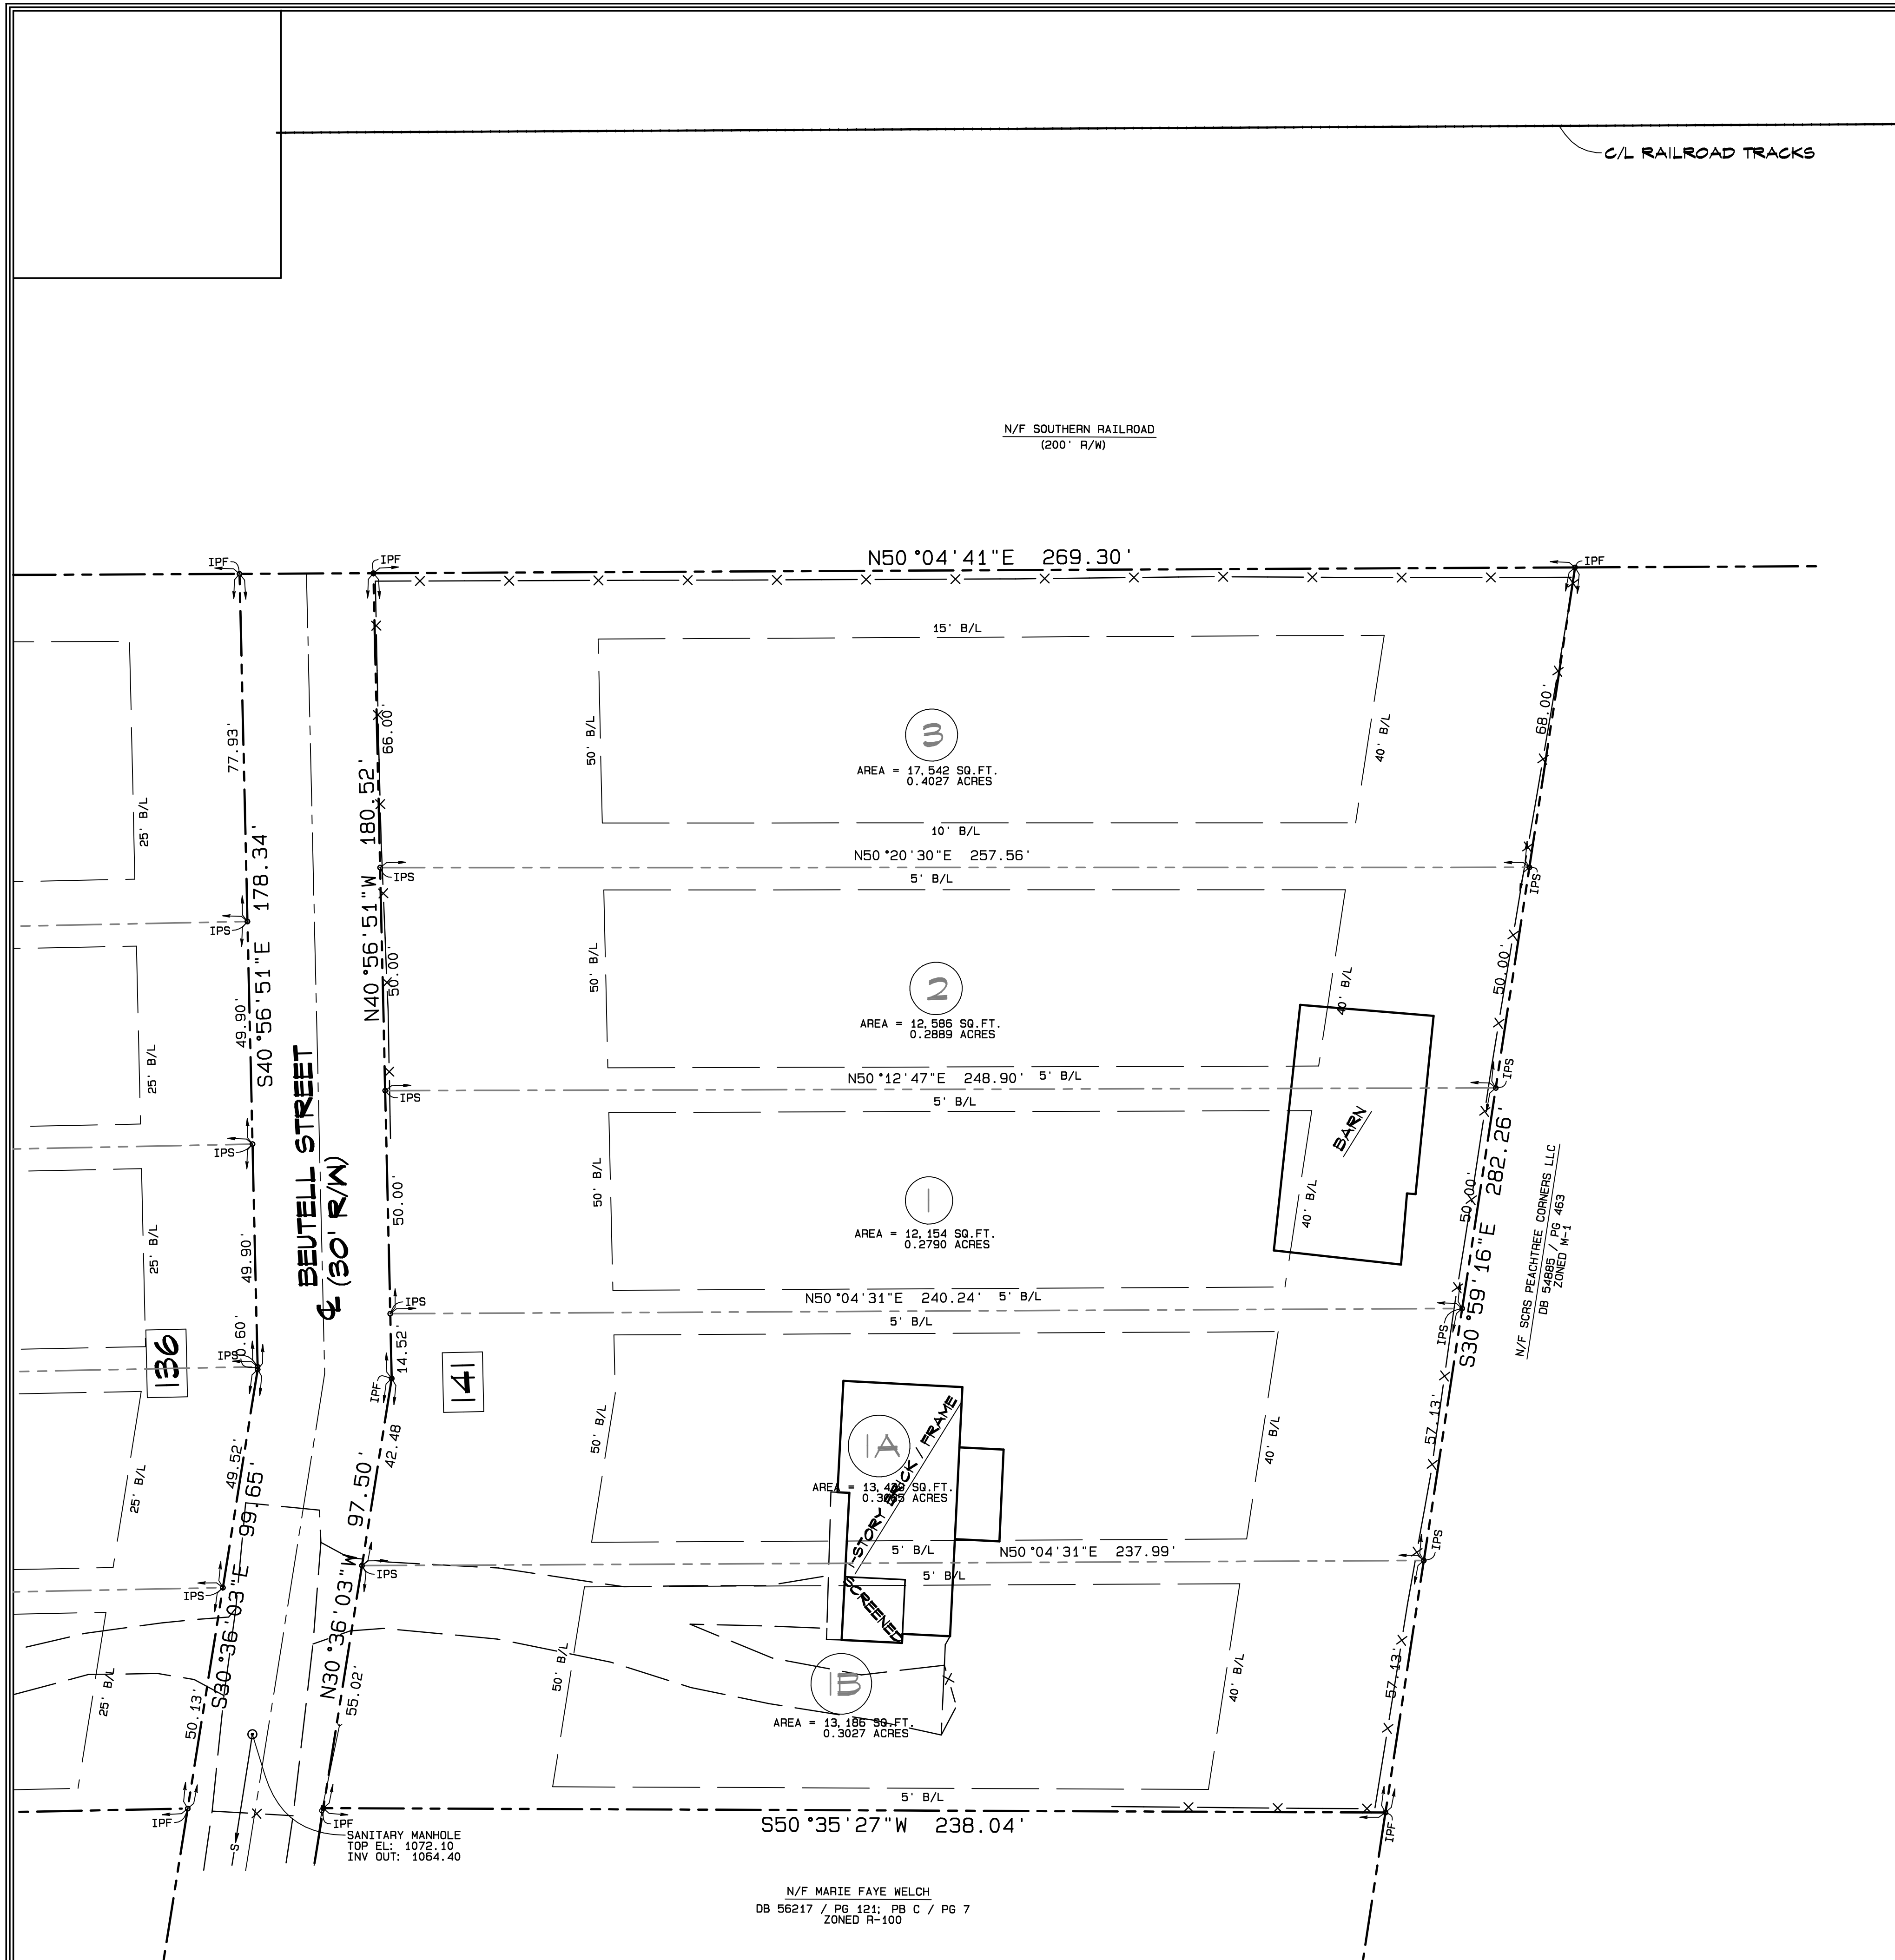 C/L RAILROAD TRACKS
N/F SOUTHERN RAILROAD
(200' R/W)
N50°04'41"E 269.30'
IPF
IPF
IPF
15' B/L
50' B/L
40' B/L
68.00'
66.00'
77.93'
25' B/L
3
AREA = 17,542 SQ.FT.
0.4027 ACRES
10' B/L
N50°20'30"E 257.56'
5' B/L
IPS
IPS
IPS
S40°56'51"E 178.34'
N40°56'51"W 180.52'
50.00'
50' B/L
2
AREA = 12,586 SQ.FT.
0.2889 ACRES
40' B/L
50.00'
49.90'
25' B/L
N50°12'47"E 248.90'
5' B/L
5' B/L
IPS
IPS
IPS
BEUTELL STREET
℄ (30' R/W)
50.00'
50' B/L
1
AREA = 12,154 SQ.FT.
0.2790 ACRES
40' B/L
BARN
50.00'
S30°59'16"E 282.26'
N/F SCRS PEACHTREE CORNERS LLC
DB 54885 / PG 463
ZONED M-1
49.90'
25' B/L
N50°04'31"E 240.24'
5' B/L
5' B/L
IPS
IPS
IPS
0.60'
14.52'
IPF
136
141
50' B/L
1A
1-STORY BRICK / FRAME
AREA = 13, SQ.FT.
ACRES
40' B/L
57.13'
49.52'
25' B/L
42.48
S30°36'03"E 99.65'
N30°36'03"W 97.50'
5' B/L
N50°04'31"E 237.99'
5' B/L
IPS
IPS
IPS
SCREENED
50' B/L
1B
AREA = 13,186 SQ.FT.
0.3027 ACRES
40' B/L
57.13'
50.13'
25' B/L
55.02'
5' B/L
S50°35'27"W 238.04'
IPF
IPF
IPF
S
SANITARY MANHOLE
TOP EL: 1072.10
INV OUT: 1064.40
N/F MARIE FAYE WELCH
DB 56217 / PG 121; PB C / PG 7
ZONED R-100